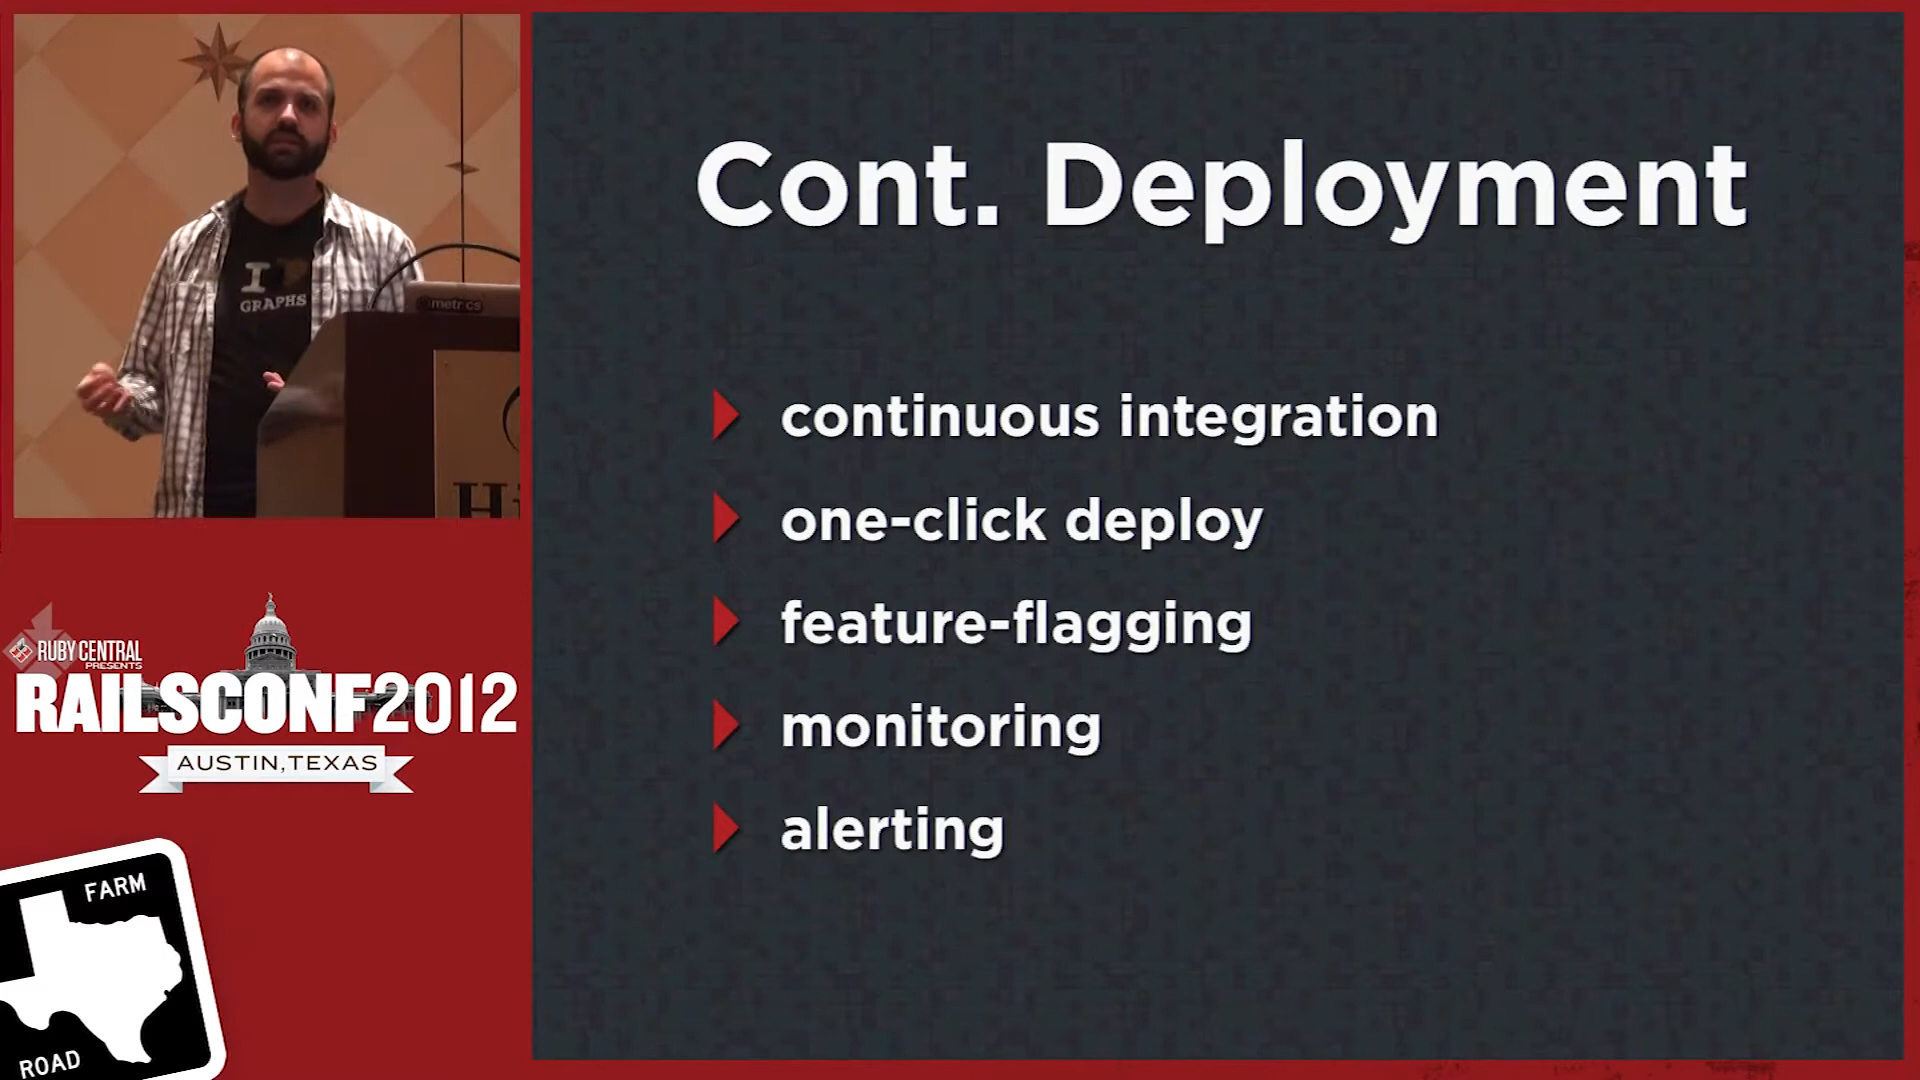 I
GRAPHS
metrics
RUBY CENTRAL
PRESENTS
RAILSCONF2012
AUSTIN, TEXAS
FARM
ROAD
Cont. Deployment
continuous integration
one-click deploy
feature-flagging
monitoring
alerting